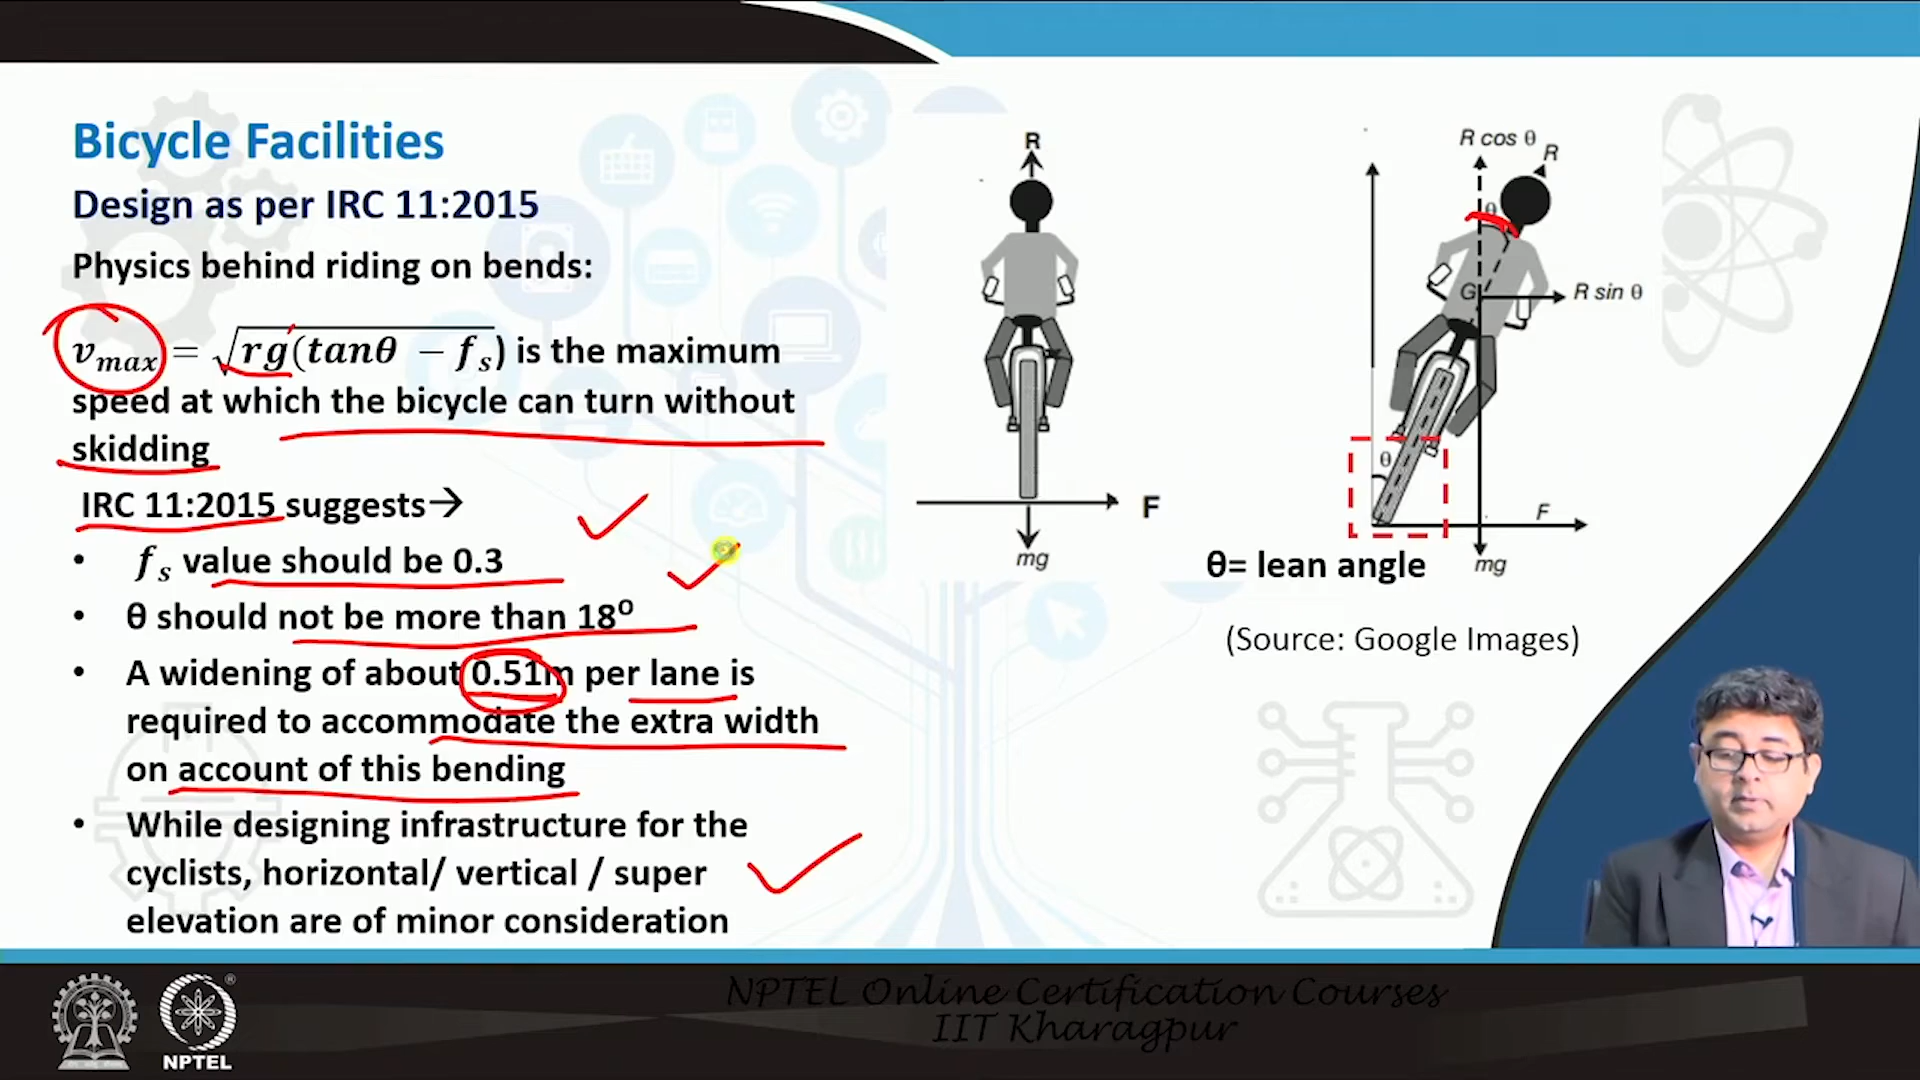 Bicycle Facilities
Design as per IRC 11:2015
Physics behind riding on bends:
v_max = √rg(tanθ − f_s) is the maximum
speed at which the bicycle can turn without
skidding
IRC 11:2015 suggests→
• f_s value should be 0.3
• θ should not be more than 18⁰
• A widening of about 0.51m per lane is
required to accommodate the extra width
on account of this bending
• While designing infrastructure for the
cyclists, horizontal/ vertical / super
elevation are of minor consideration
R
F
mg
R cos θ
R
θ
G
R sin θ
θ
F
mg
θ= lean angle
(Source: Google Images)
NPTEL Online Certification Courses
IIT Kharagpur
®
NPTEL